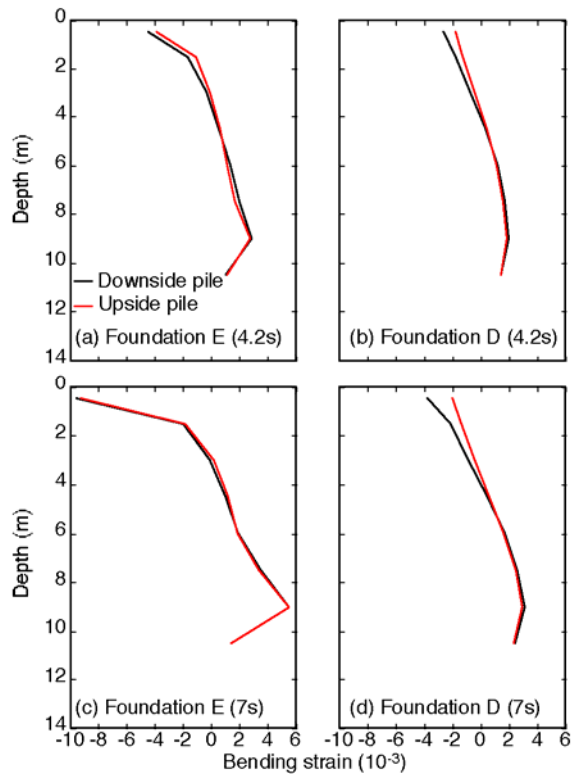 0
2
4
6
8
10
12
14
Depth (m)
Downside pile
Upside pile
(a) Foundation E (4.2s)
(b) Foundation D (4.2s)
0
2
4
6
8
10
12
14
Depth (m)
(c) Foundation E (7s)
(d) Foundation D (7s)
-10 -8 -6 -4 -2 0 2 4 6 -10 -8 -6 -4 -2 0 2 4 6
Bending strain (10-3)